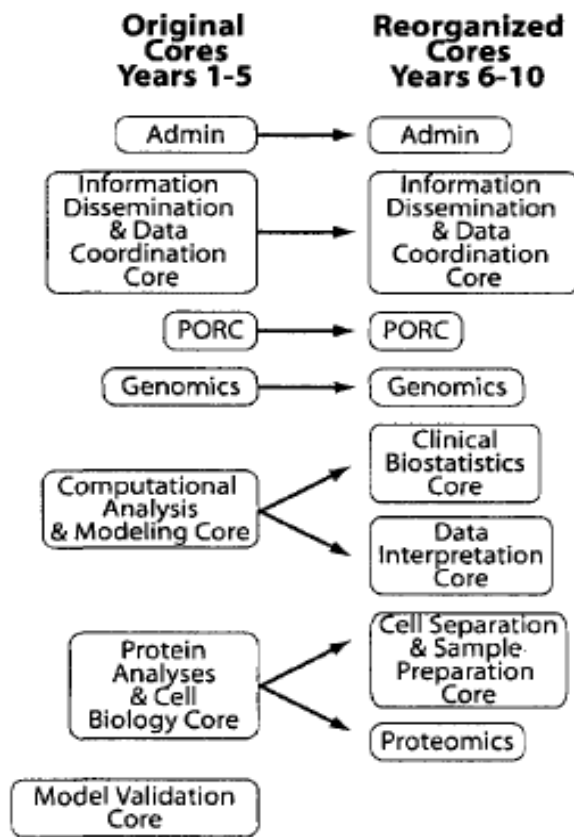 Original
Cores
Years 1-5
Reorganized
Cores
Years 6-10
Admin
Admin
Information
Dissemination
& Data
Coordination
Core
Information
Dissemination
& Data
Coordination
Core
PORC
PORC
Genomics
Genomics
Computational
Analysis
& Modeling Core
Clinical
Biostatistics
Core
Data
Interpretation
Core
Protein
Analyses
& Cell
Biology Core
Cell Separation
& Sample
Preparation
Core
Proteomics
Model Validation
Core